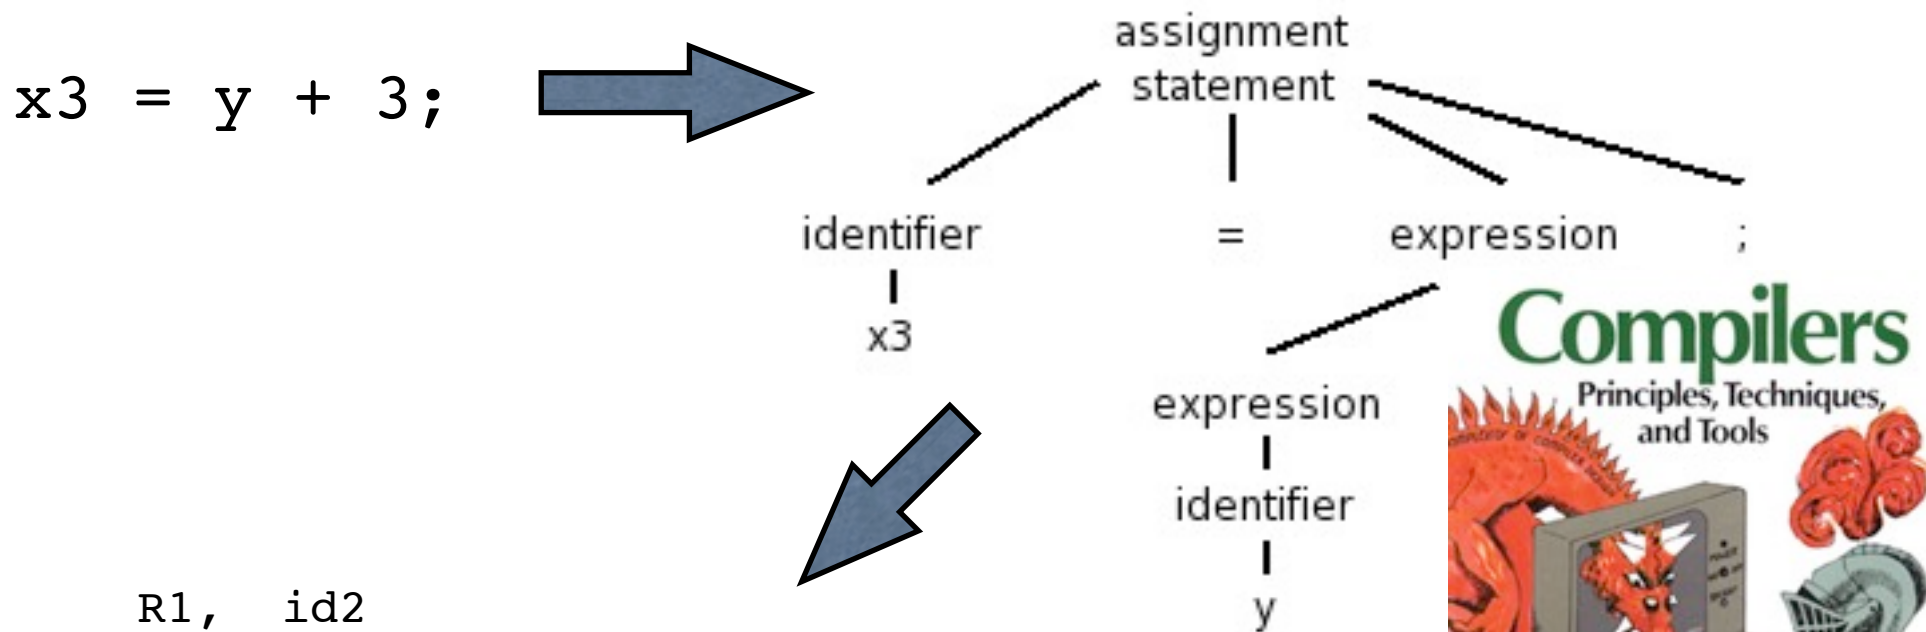 x3 = y + 3;
assignment
statement
identifier = expression ;
x3
expression
identifier
y
R1, id2
Compilers
Principles, Techniques,
and Tools